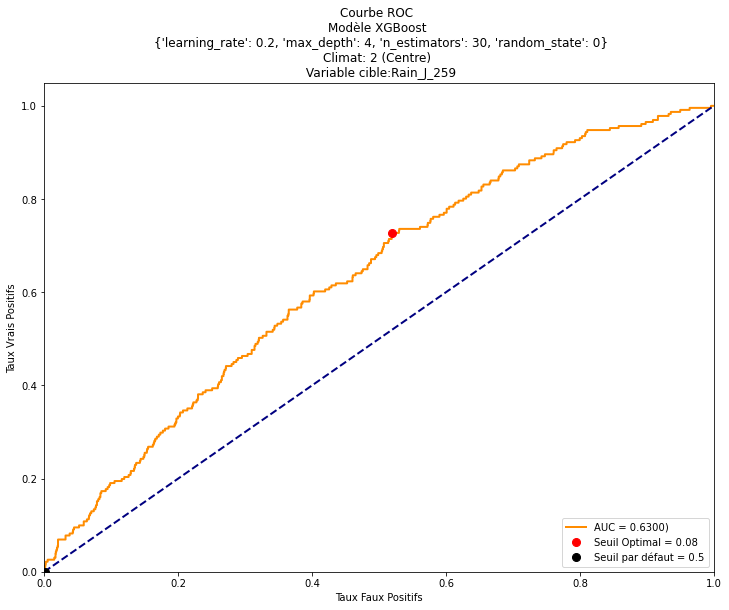 Courbe ROC
Modèle XGBoost
{'learning_rate': 0.2, 'max_depth': 4, 'n_estimators': 30, 'random_state': 0}
Climat: 2 (Centre)
Variable cible:Rain_J_259
Taux Vrais Positifs
1.0
0.8
0.6
0.4
0.2
0.0
0.0
0.2
0.4
0.6
0.8
1.0
Taux Faux Positifs
AUC = 0.6300)
Seuil Optimal = 0.08
Seuil par défaut = 0.5